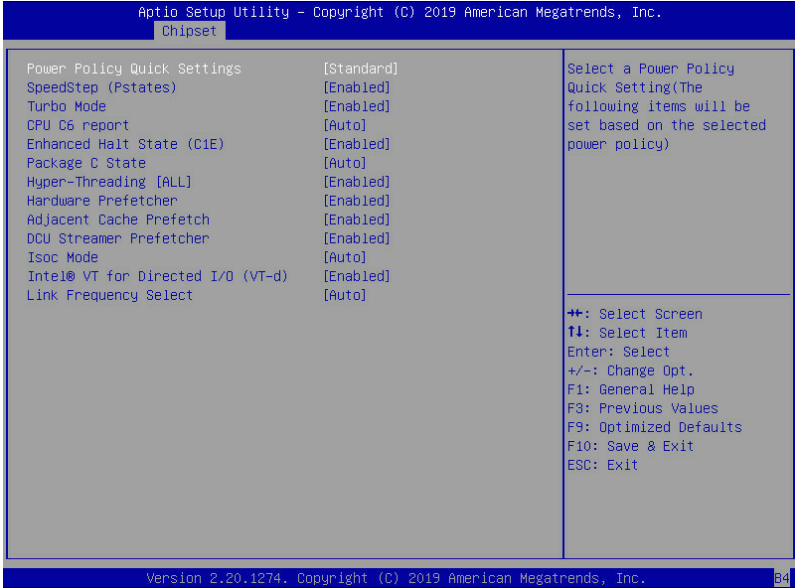 Aptio Setup Utility – Copyright (C) 2019 American Megatrends, Inc.
Chipset
Power Policy Quick Settings [Standard]
SpeedStep (Pstates) [Enabled]
Turbo Mode [Enabled]
CPU C6 report [Auto]
Enhanced Halt State (C1E) [Enabled]
Package C State [Auto]
Hyper-Threading [ALL] [Enabled]
Hardware Prefetcher [Enabled]
Adjacent Cache Prefetch [Enabled]
DCU Streamer Prefetcher [Enabled]
Isoc Mode [Auto]
Intel® VT for Directed I/O (VT-d) [Enabled]
Link Frequency Select [Auto]
Select a Power Policy
Quick Setting(The
following items will be
set based on the selected
power policy)
→←: Select Screen
↑↓: Select Item
Enter: Select
+/-: Change Opt.
F1: General Help
F3: Previous Values
F9: Optimized Defaults
F10: Save & Exit
ESC: Exit
Version 2.20.1274. Copyright (C) 2019 American Megatrends, Inc.
B4